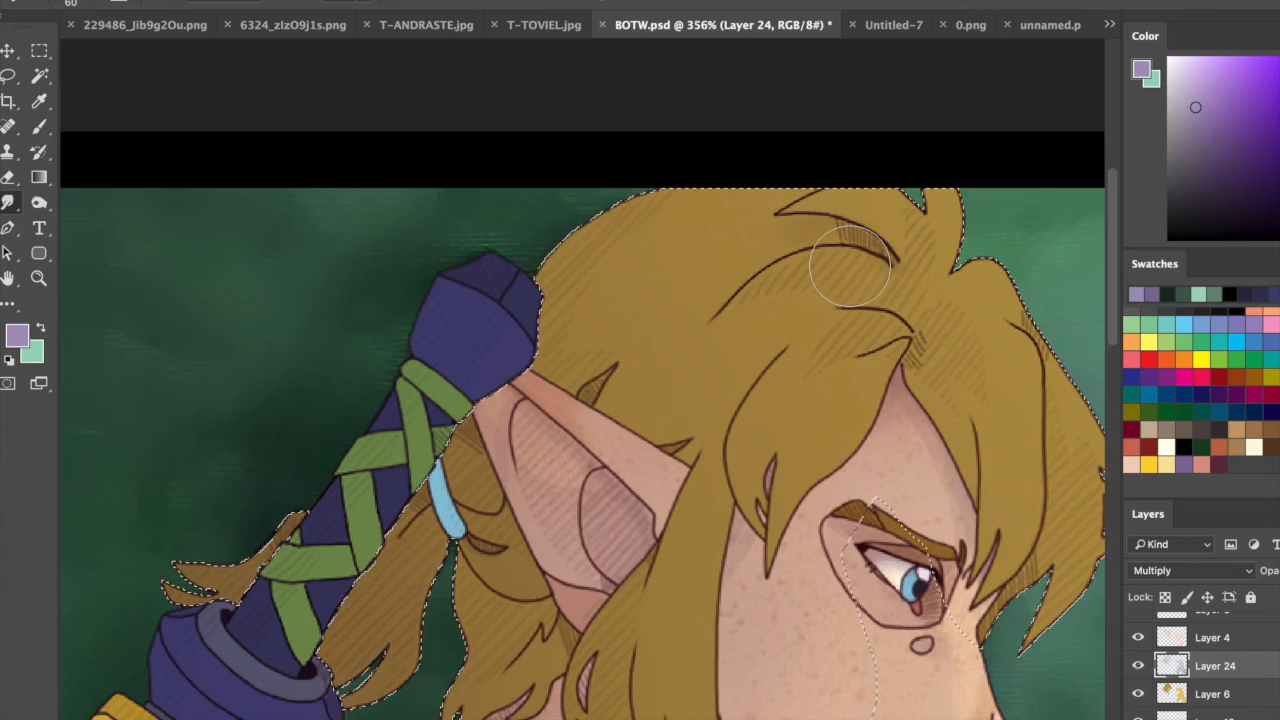 60
229486_Jib9g2Ou.png
6324_zIzO9j1s.png
T-ANDRASTE.jpg
T-TOVIEL.jpg
BOTW.psd @ 356% (Layer 24, RGB/8#) *
Untitled-7
0.png
unnamed.p
Color
Swatches
Layers
Kind
Multiply
Opa
Lock:
Layer 4
Layer 24
Layer 6